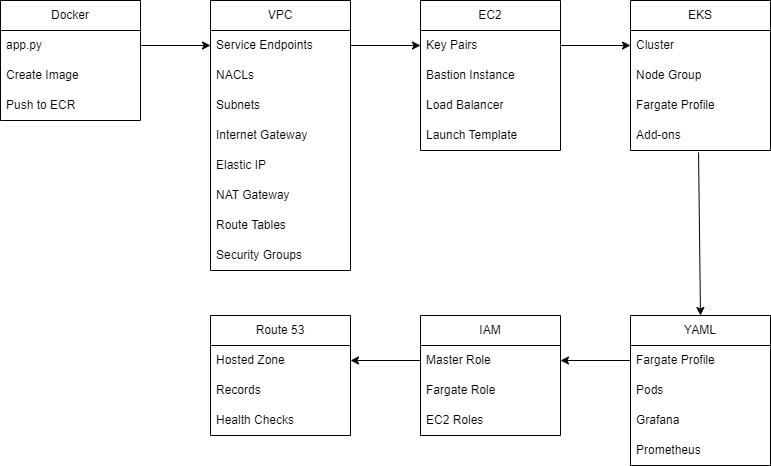 Docker
app.py
Create Image
Push to ECR
VPC
Service Endpoints
NACLs
Subnets
Internet Gateway
Elastic IP
NAT Gateway
Route Tables
Security Groups
EC2
Key Pairs
Bastion Instance
Load Balancer
Launch Template
EKS
Cluster
Node Group
Fargate Profile
Add-ons
YAML
Fargate Profile
Pods
Grafana
Prometheus
IAM
Master Role
Fargate Role
EC2 Roles
Route 53
Hosted Zone
Records
Health Checks